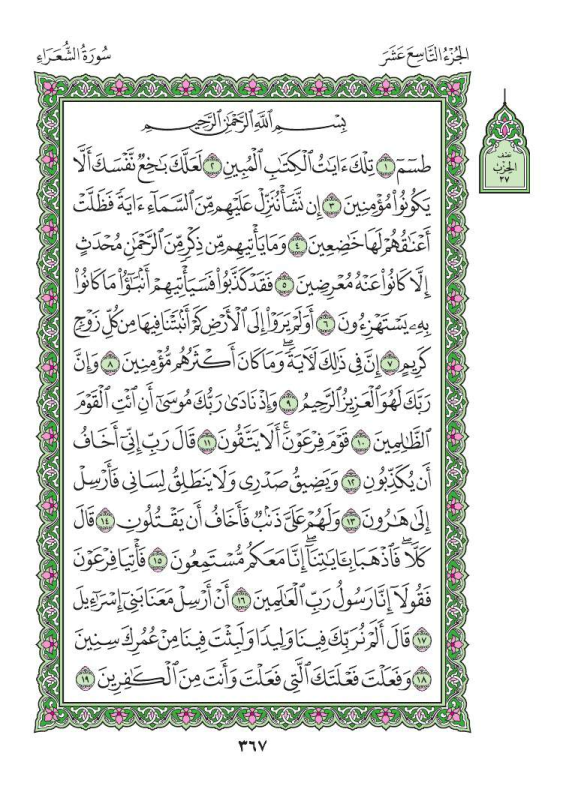 الجُزْءُ التَّاسِعَ عَشَرَ
سُورَةُ الشُّعَرَاءِ
نصف
الحِزْبِ
٣٧
بِسْمِ ٱللَّهِ ٱلرَّحْمَٰنِ ٱلرَّحِيمِ
طسٓمٓ ١ تِلْكَ ءَايَٰتُ ٱلْكِتَٰبِ ٱلْمُبِينِ ٢ لَعَلَّكَ بَٰخِعٌ نَّفْسَكَ أَلَّا
يَكُونُوا۟ مُؤْمِنِينَ ٣ إِن نَّشَأْ نُنَزِّلْ عَلَيْهِم مِّنَ ٱلسَّمَآءِ ءَايَةً فَظَلَّتْ
أَعْنَٰقُهُمْ لَهَا خَٰضِعِينَ ٤ وَمَا يَأْتِيهِم مِّن ذِكْرٍ مِّنَ ٱلرَّحْمَٰنِ مُحْدَثٍ
إِلَّا كَانُوا۟ عَنْهُ مُعْرِضِينَ ٥ فَقَدْ كَذَّبُوا۟ فَسَيَأْتِيهِمْ أَنۢبَٰٓؤُا۟ مَا كَانُوا۟
بِهِۦ يَسْتَهْزِءُونَ ٦ أَوَلَمْ يَرَوْا۟ إِلَى ٱلْأَرْضِ كَمْ أَنۢبَتْنَا فِيهَا مِن كُلِّ زَوْجٍ
كَرِيمٍ ٧ إِنَّ فِى ذَٰلِكَ لَءَايَةً ۖ وَمَا كَانَ أَكْثَرُهُم مُّؤْمِنِينَ ٨ وَإِنَّ
رَبَّكَ لَهُوَ ٱلْعَزِيزُ ٱلرَّحِيمُ ٩ وَإِذْ نَادَىٰ رَبُّكَ مُوسَىٰٓ أَنِ ٱئْتِ ٱلْقَوْمَ
ٱلظَّٰلِمِينَ ١٠ قَوْمَ فِرْعَوْنَ ۚ أَلَا يَتَّقُونَ ١١ قَالَ رَبِّ إِنِّىٓ أَخَافُ
أَن يُكَذِّبُونِ ١٢ وَيَضِيقُ صَدْرِى وَلَا يَنطَلِقُ لِسَانِى فَأَرْسِلْ
إِلَىٰ هَٰرُونَ ١٣ وَلَهُمْ عَلَىَّ ذَنۢبٌ فَأَخَافُ أَن يَقْتُلُونِ ١٤ قَالَ
كَلَّا ۖ فَٱذْهَبَا بِـَٔايَٰتِنَآ ۖ إِنَّا مَعَكُم مُّسْتَمِعُونَ ١٥ فَأْتِيَا فِرْعَوْنَ
فَقُولَآ إِنَّا رَسُولُ رَبِّ ٱلْعَٰلَمِينَ ١٦ أَنْ أَرْسِلْ مَعَنَا بَنِىٓ إِسْرَٰٓءِيلَ
١٧ قَالَ أَلَمْ نُرَبِّكَ فِينَا وَلِيدًا وَلَبِثْتَ فِينَا مِنْ عُمُرِكَ سِنِينَ
١٨ وَفَعَلْتَ فَعْلَتَكَ ٱلَّتِى فَعَلْتَ وَأَنتَ مِنَ ٱلْكَٰفِرِينَ ١٩
٣٦٧